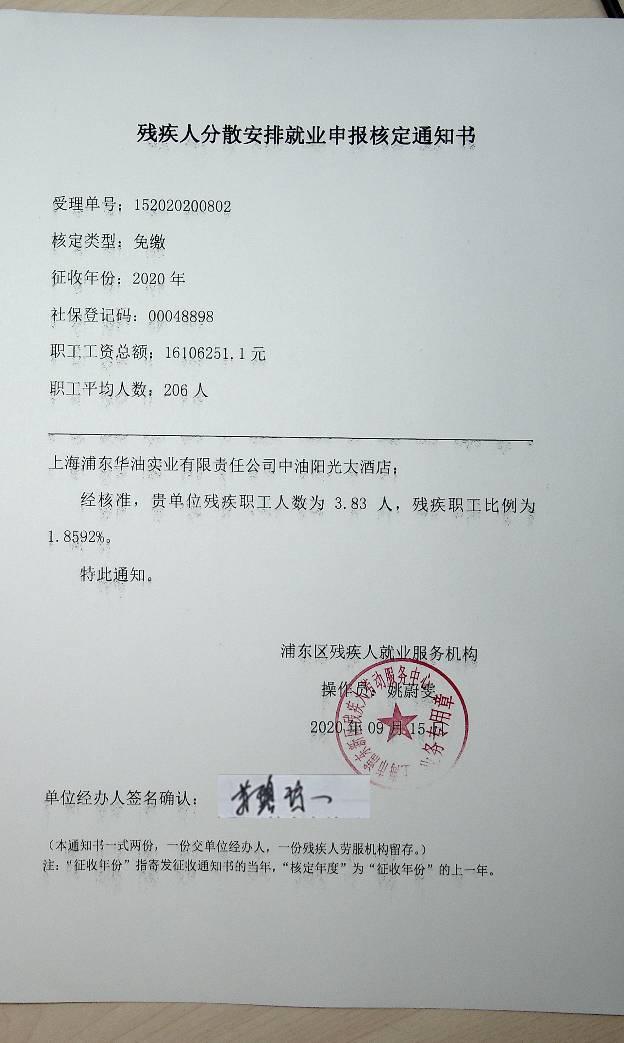 残疾人分散安排就业申报核定通知书
受理单号：152020200802
核定类型：免缴
征收年份：2020 年
社保登记码：00048898
职工工资总额：16106251.1 元
职工平均人数：206 人
上海浦东华油实业有限责任公司中油阳光大酒店：
经核准，贵单位残疾职工人数为 3.83 人，残疾职工比例为
1.8592%。
特此通知。
浦东区残疾人就业服务机构
操作员：姚蔚雯
2020 年 09 月 15
业务专用章
单位经办人签名确认：
（本通知书一式两份，一份交单位经办人，一份残疾人劳服机构留存。）
注：“征收年份”指寄发征收通知书的当年，“核定年度”为“征收年份”的上一年。